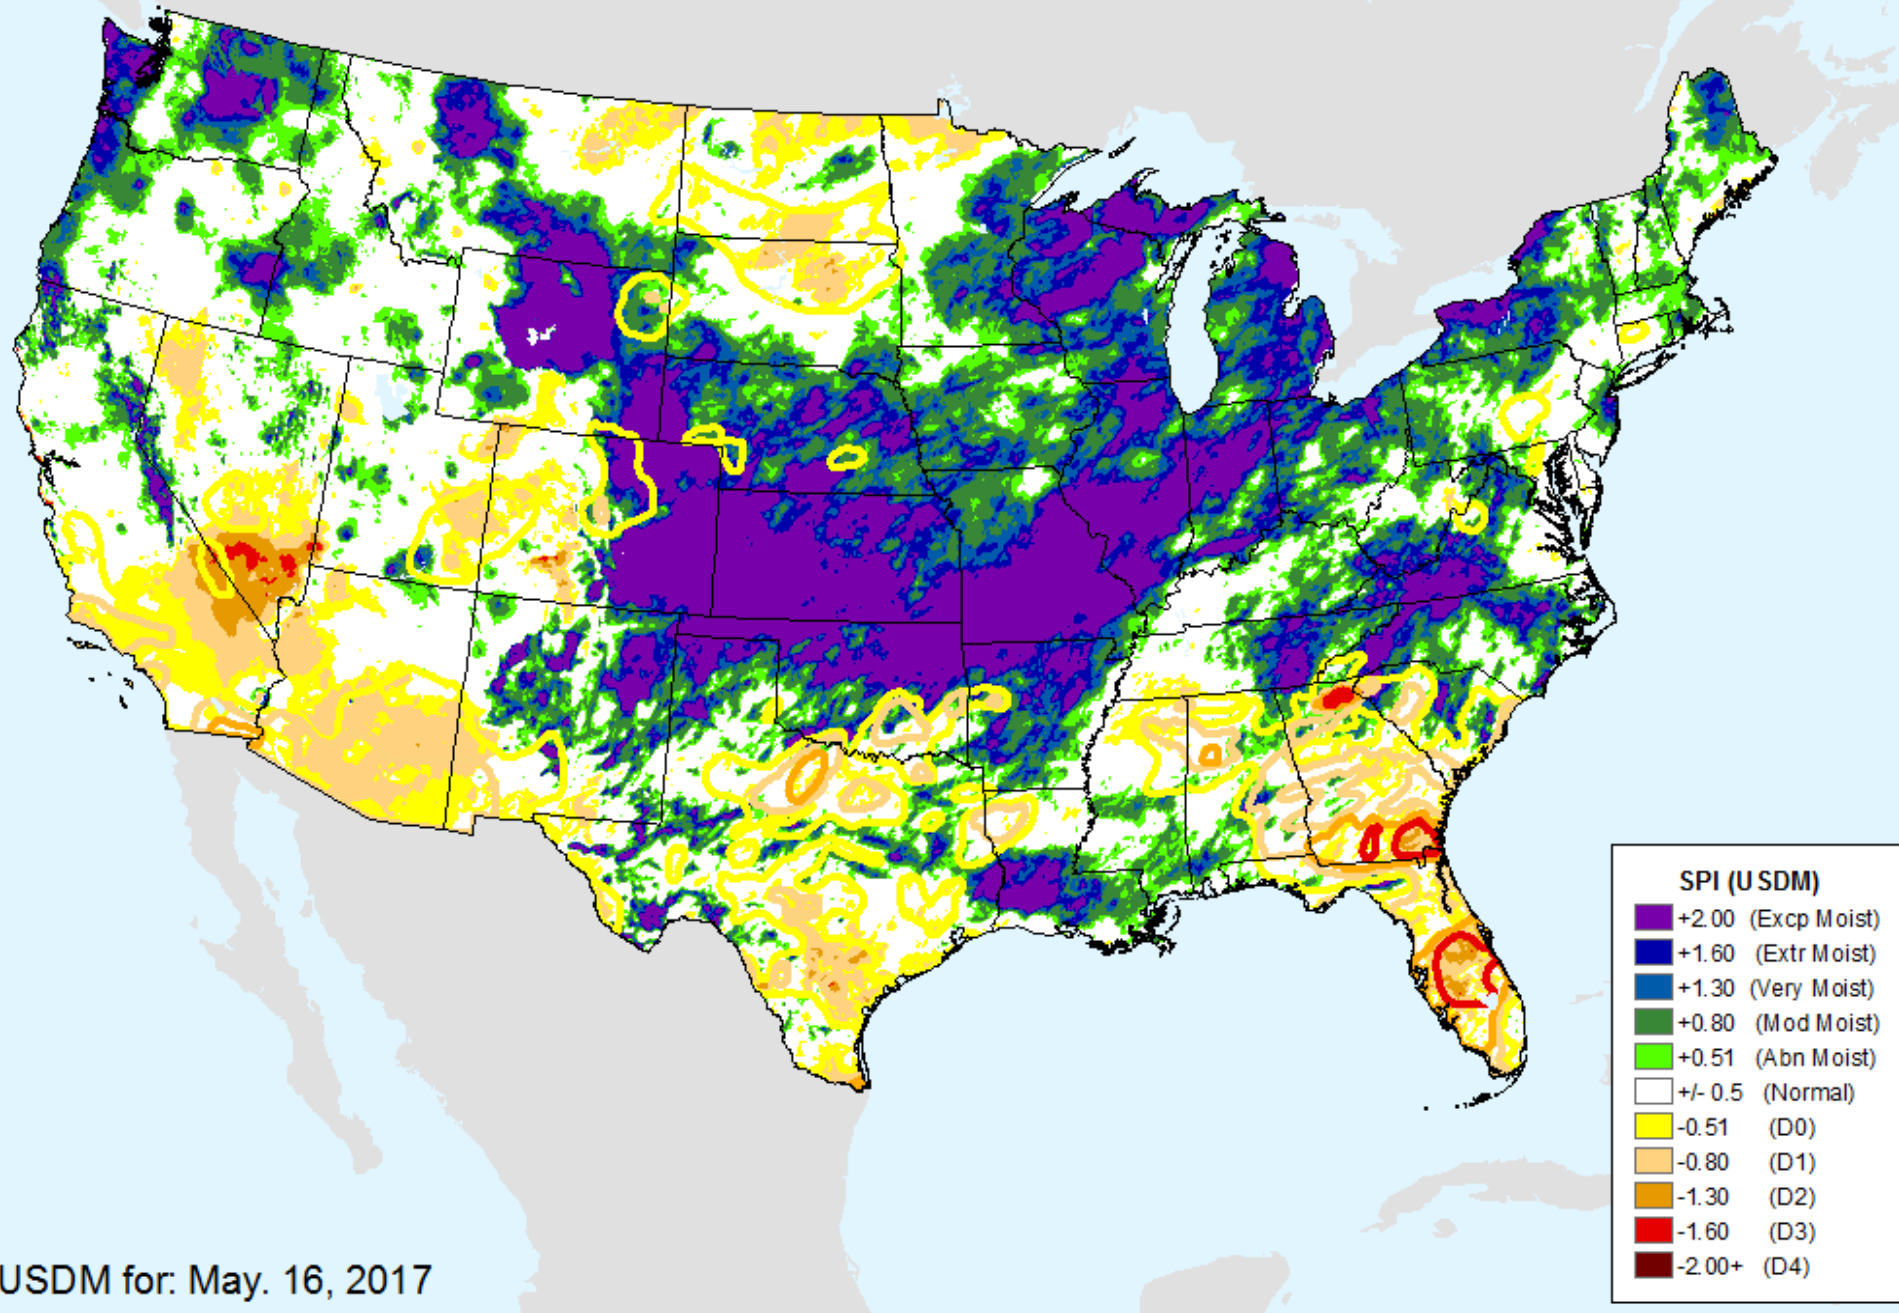 SPI (USDM)
+2.00 (Excp Moist)
+1.60 (Extr Moist)
+1.30 (Very Moist)
+0.80 (Mod Moist)
+0.51 (Abn Moist)
+/- 0.5 (Normal)
-0.51 (D0)
-0.80 (D1)
-1.30 (D2)
-1.60 (D3)
-2.00+ (D4)
USDM for: May. 16, 2017